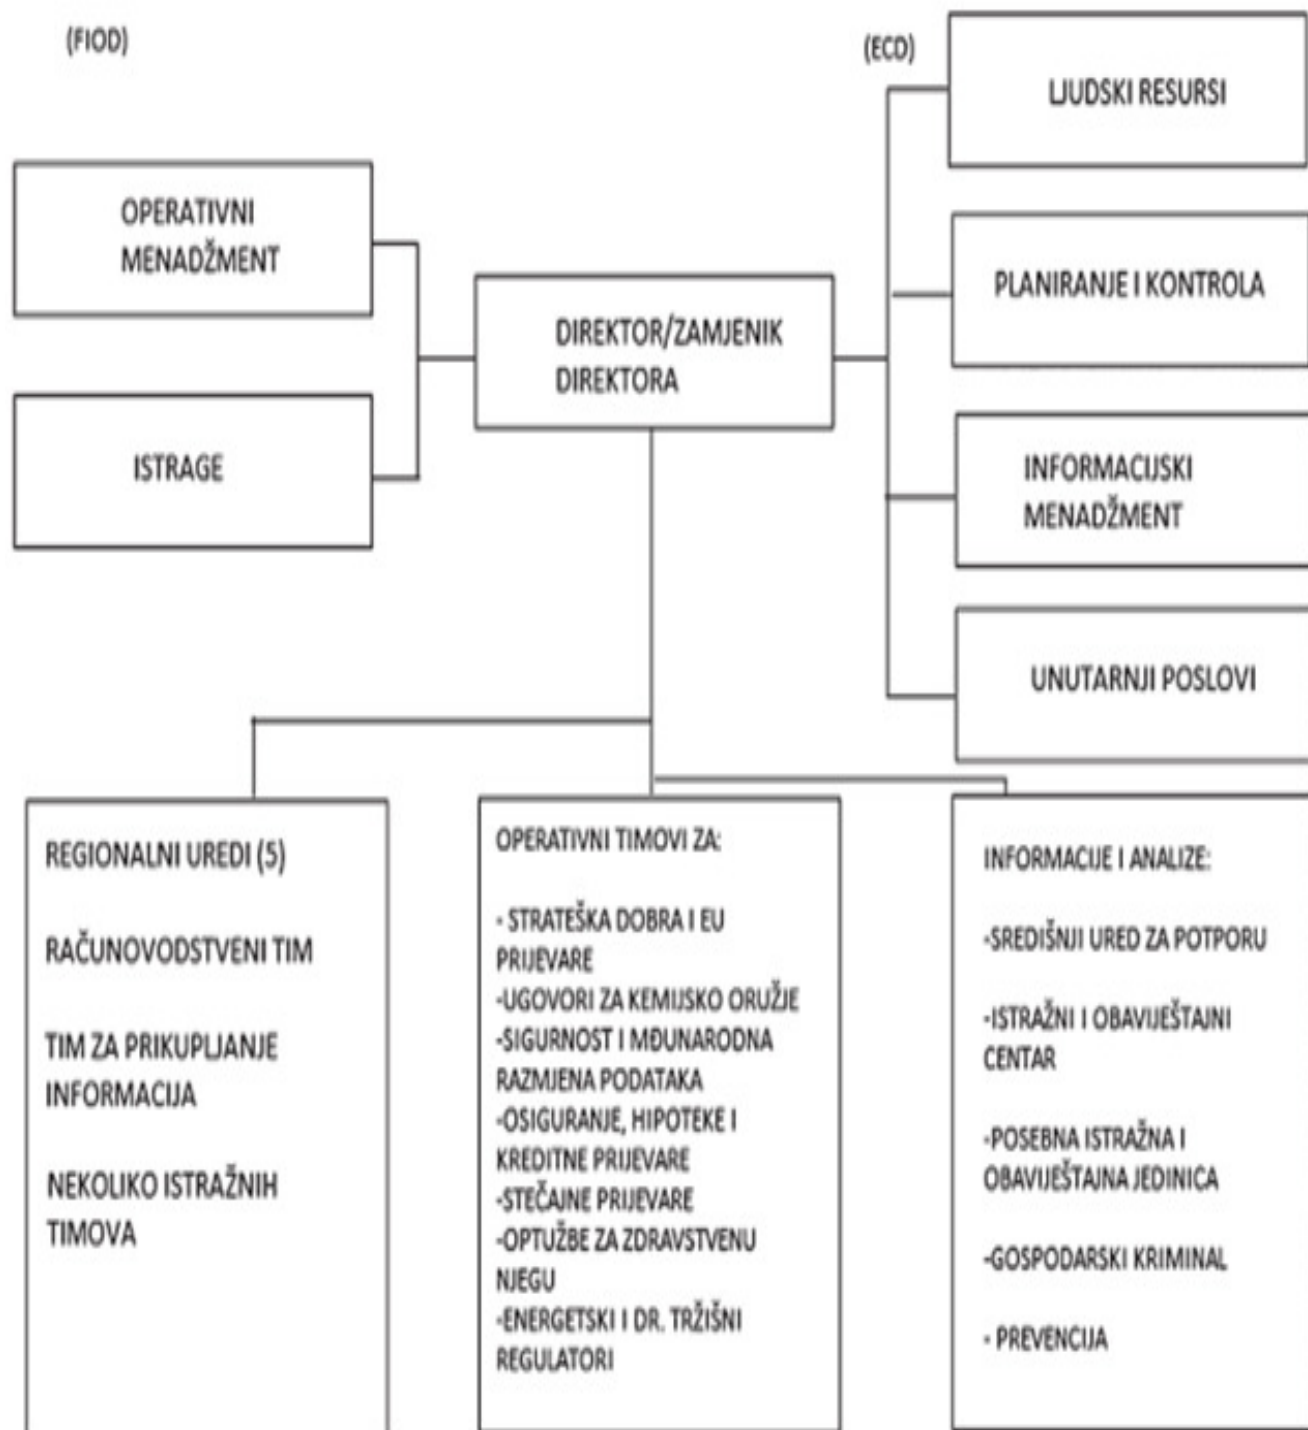 (FIOD)
(ECD)
LJUDSKI RESURSI
OPERATIVNI
MENADŽMENT
PLANIRANJE I KONTROLA
DIREKTOR/ZAMJENIK
DIREKTORA
ISTRAGE
INFORMACIJSKI
MENADŽMENT
UNUTARNJI POSLOVI
REGIONALNI UREDI (5)
RAČUNOVODSTVENI TIM
TIM ZA PRIKUPLJANJE
INFORMACIJA
NEKOLIKO ISTRAŽNIH
TIMOVA
OPERATIVNI TIMOVI ZA:
- STRATEŠKA DOBRA I EU
PRIJEVARE
-UGOVORI ZA KEMIJSKO ORUŽJE
-SIGURNOST I MĐUNARODNA
RAZMJENA PODATAKA
-OSIGURANJE, HIPOTEKE I
KREDITNE PRIJEVARE
-STEČAJNE PRIJEVARE
-OPTUŽBE ZA ZDRAVSTVENU
NJEGU
-ENERGETSKI I DR. TRŽIŠNI
REGULATORI
INFORMACIJE I ANALIZE:
-SREDIŠNJI URED ZA POTPORU
-ISTRAŽNI I OBAVIJEŠTAJNI
CENTAR
-POSEBNA ISTRAŽNA I
OBAVIJEŠTAJNA JEDINICA
-GOSPODARSKI KRIMINAL
- PREVENCIJA